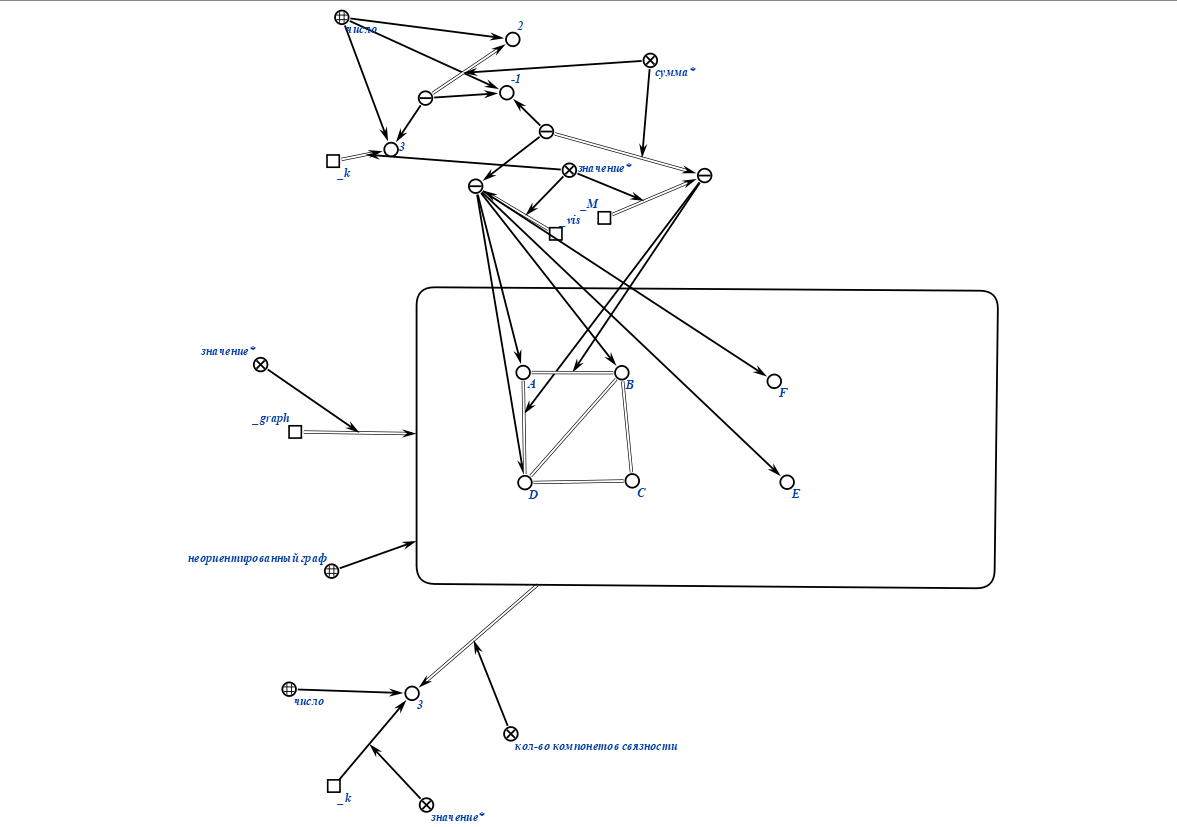 2
число
сумма*
-1
3
значение*
_k
_M
_vis
значение*
A
B
F
_graph
D
C
E
неориентированный граф
число
3
кол-во компонетов связности
_k
значение*